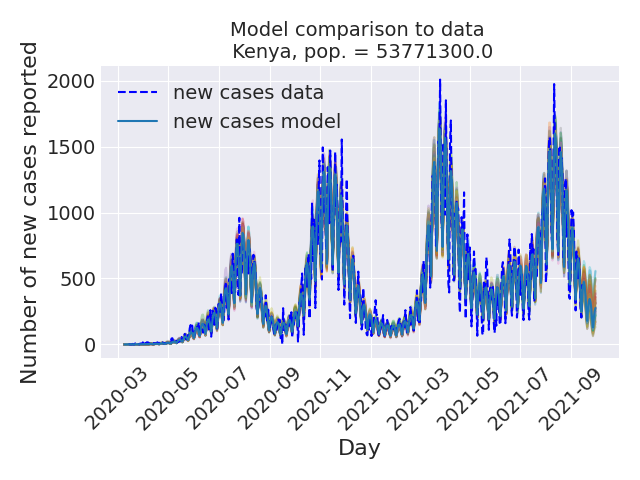 Model comparison to data
Kenya, pop. = 53771300.0
Number of new cases reported
2000
1500
1000
500
0
new cases data
new cases model
2020-03
2020-05
2020-07
2020-09
2020-11
2021-01
2021-03
2021-05
2021-07
2021-09
Day